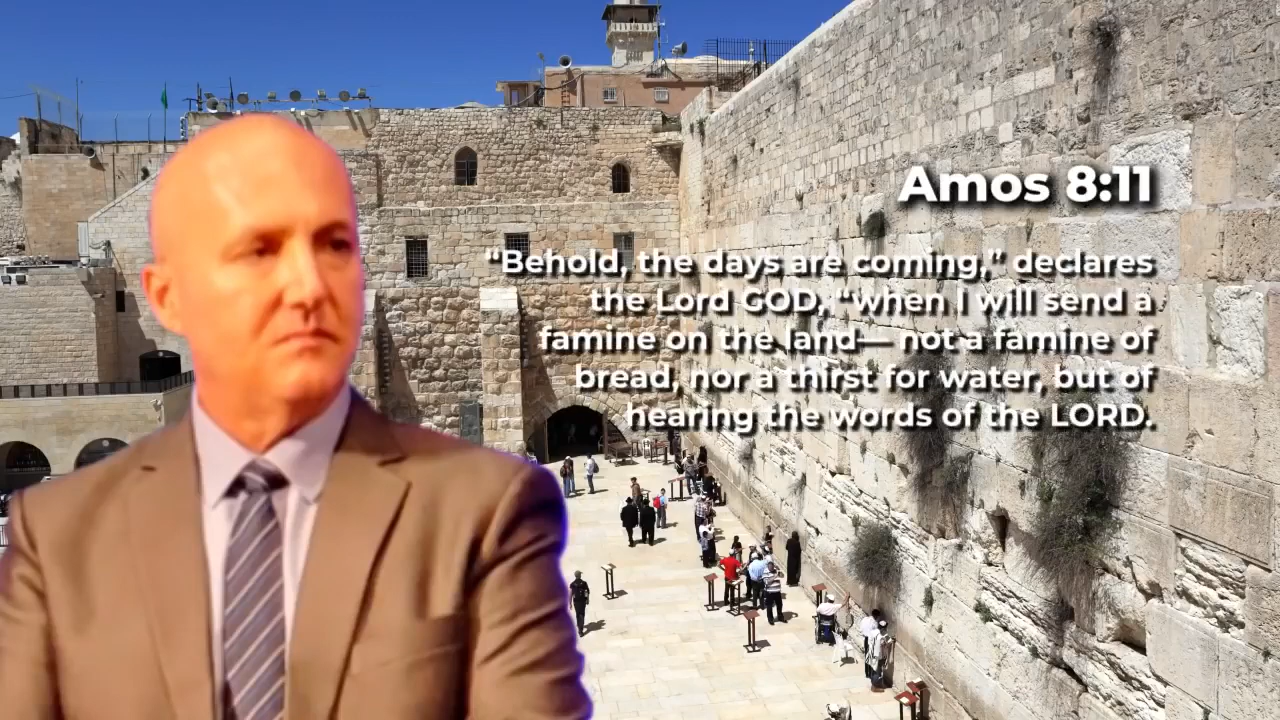 Amos 8:11
“Behold, the days are coming,” declares
the Lord GOD, “when I will send a
famine on the land— not a famine of
bread, nor a thirst for water, but of
hearing the words of the LORD.